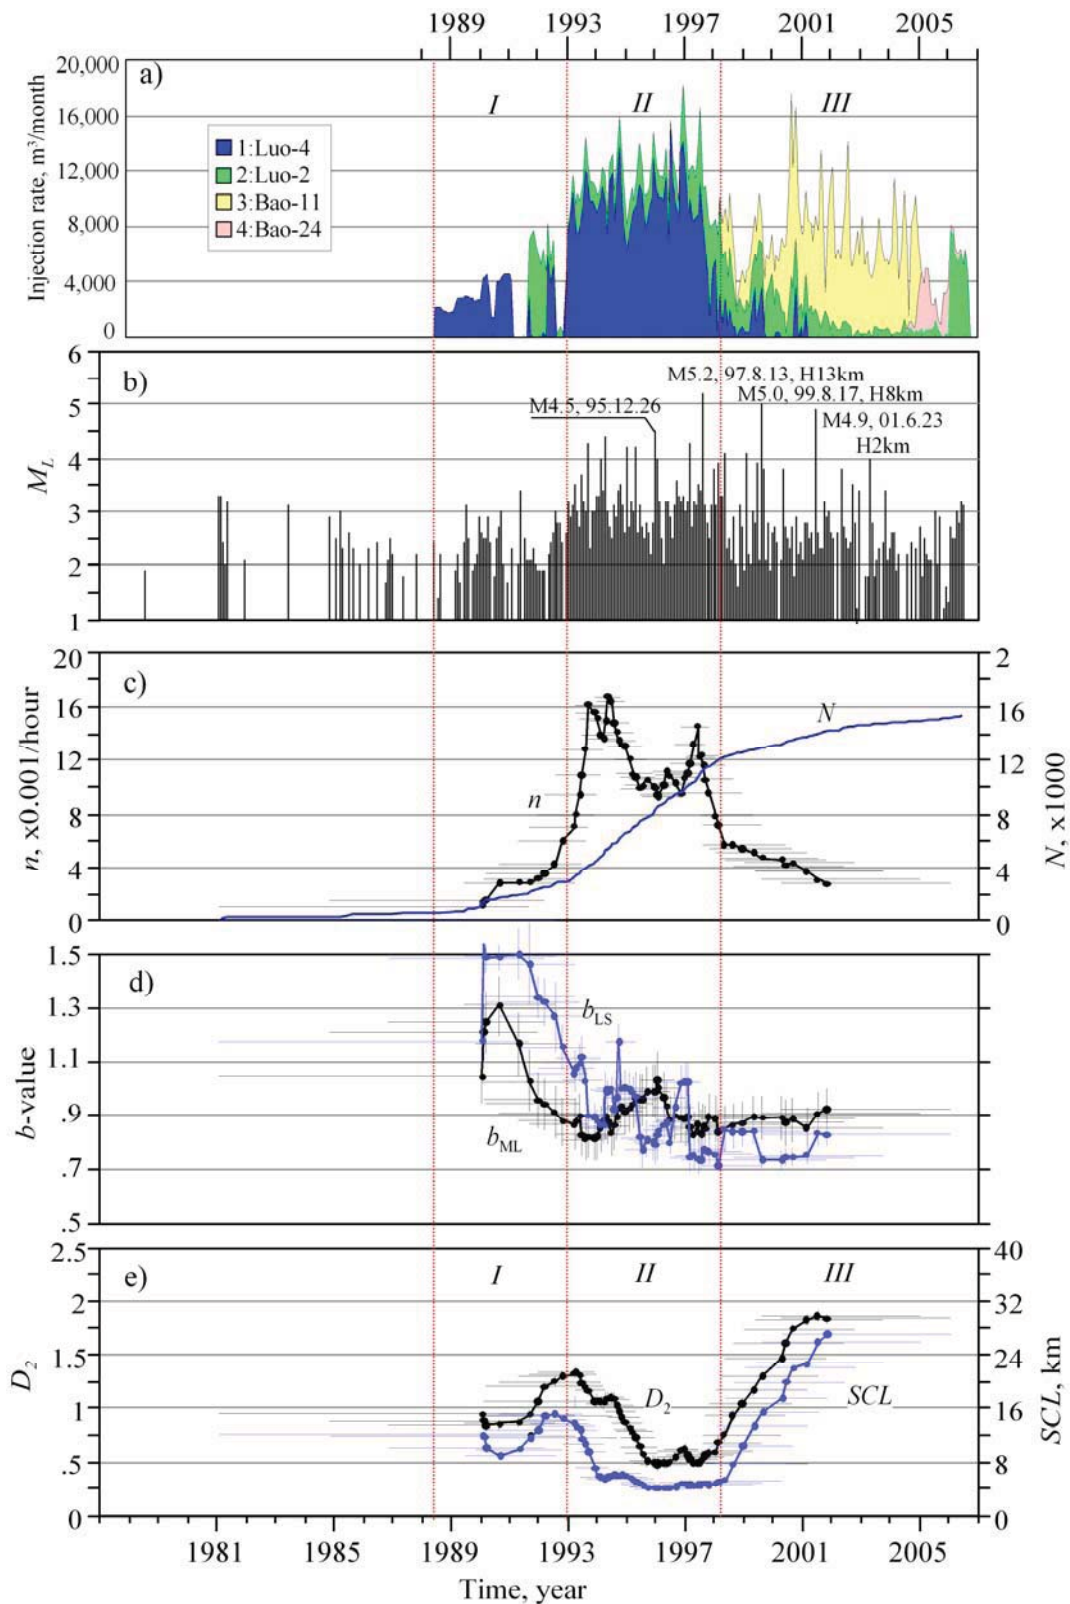 1989 1993 1997 2001 2005
a)
I II III
20,000
16,000
12,000
8,000
4,000
0
Injection rate, m³/month
1:Luo-4
2:Luo-2
3:Bao-11
4:Bao-24
b)
6
5
4
3
2
1
M_L
M5.2, 97.8.13, H13km
M5.0, 99.8.17, H8km
M4.5, 95.12.26
M4.9, 01.6.23
H2km
c)
20
16
12
8
4
0
n, x0.001/hour
n
N
2
16
12
8
4
0
N, x1000
d)
1.5
1.3
1.1
.9
.7
.5
b-value
b_LS
b_ML
e)
I II III
2.5
2
1.5
1
.5
0
D₂
D₂
SCL
40
32
24
16
8
0
SCL, km
1981 1985 1989 1993 1997 2001 2005
Time, year